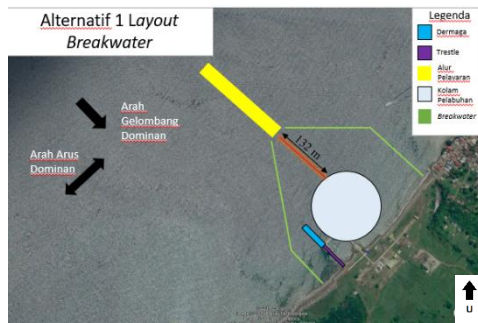 Alternatif 1 Layout
Breakwater
Legenda
Dermaga
Trestle
Alur
Pelayaran
Kolam
Pelabuhan
Breakwater
Arah
Gelombang
Dominan
Arah Arus
Dominan
132 m
U